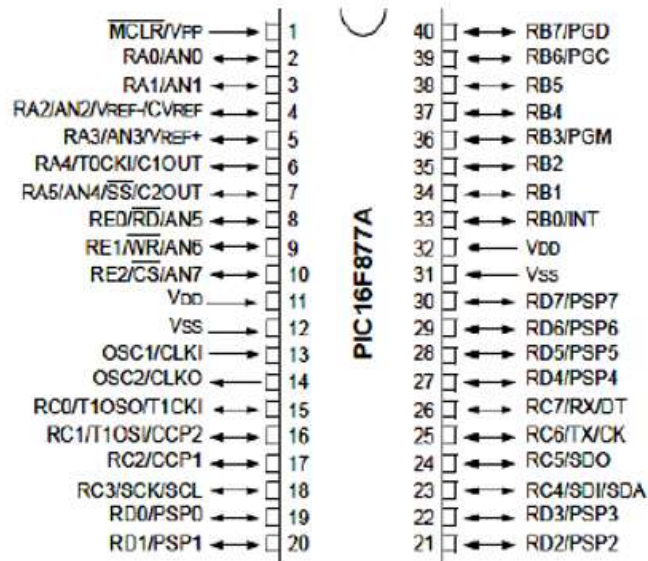 MCLR/VPP 1
RA0/AN0 2
RA1/AN1 3
RA2/AN2/VREF-/CVREF 4
RA3/AN3/VREF+ 5
RA4/T0CKI/C1OUT 6
RA5/AN4/SS/C2OUT 7
RE0/RD/AN5 8
RE1/WR/AN6 9
RE2/CS/AN7 10
VDD 11
VSS 12
OSC1/CLKI 13
OSC2/CLKO 14
RC0/T1OSO/T1CKI 15
RC1/T1OSI/CCP2 16
RC2/CCP1 17
RC3/SCK/SCL 18
RD0/PSP0 19
RD1/PSP1 20
PIC16F877A
40 RB7/PGD
39 RB6/PGC
38 RB5
37 RB4
36 RB3/PGM
35 RB2
34 RB1
33 RB0/INT
32 VDD
31 VSS
30 RD7/PSP7
29 RD6/PSP6
28 RD5/PSP5
27 RD4/PSP4
26 RC7/RX/DT
25 RC6/TX/CK
24 RC5/SDO
23 RC4/SDI/SDA
22 RD3/PSP3
21 RD2/PSP2